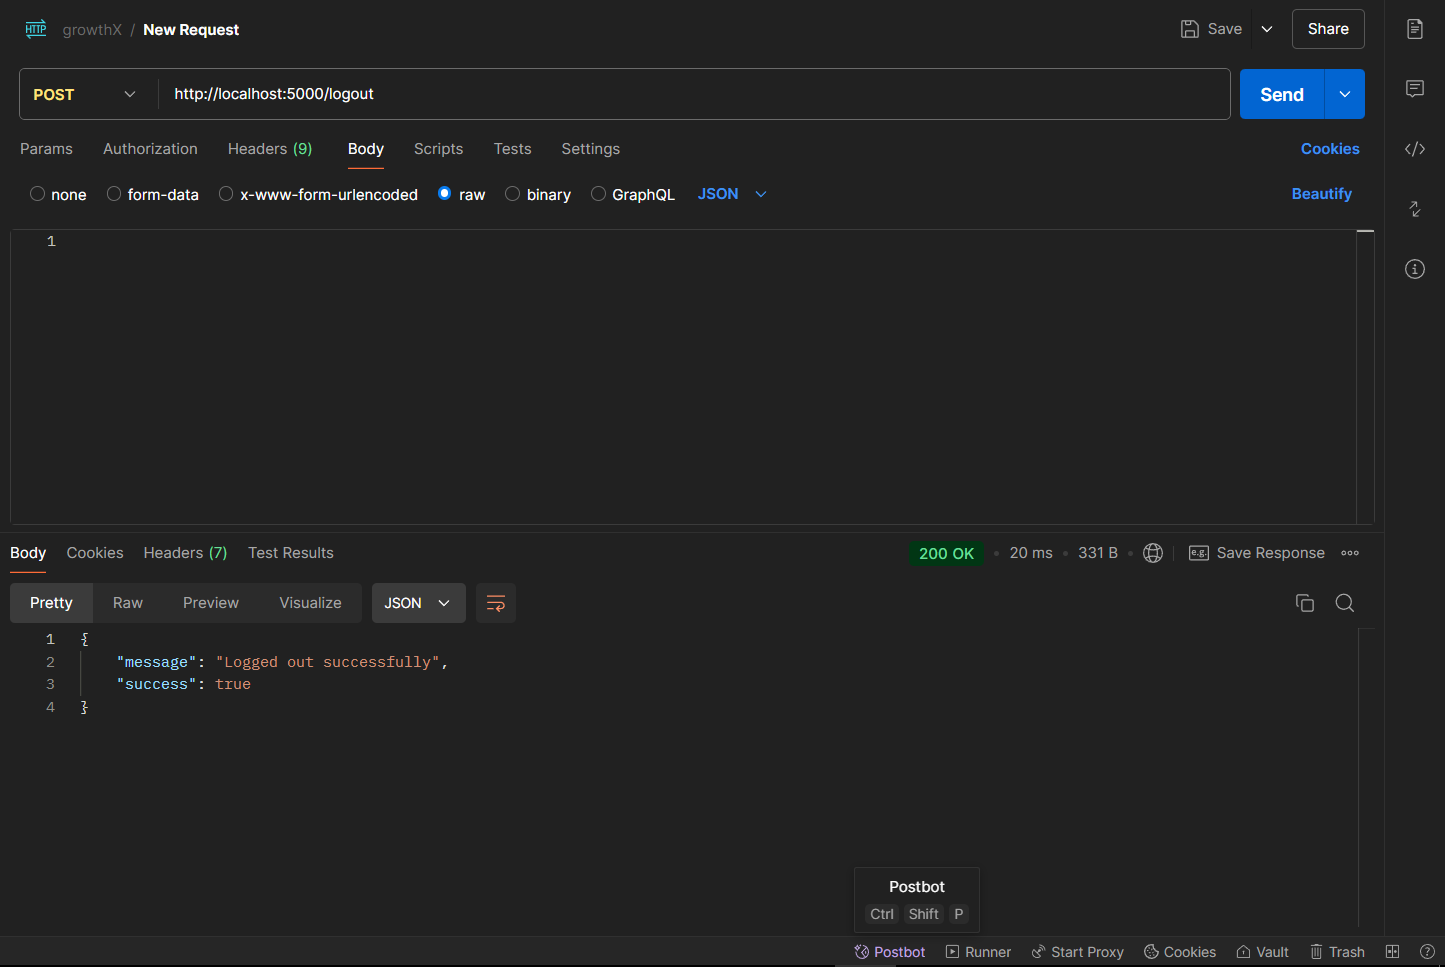 HTTP growthX / New Request Save Share
POST http://localhost:5000/logout Send
Params Authorization Headers (9) Body Scripts Tests Settings Cookies
none form-data x-www-form-urlencoded raw binary GraphQL JSON Beautify
1
Body Cookies Headers (7) Test Results 200 OK 20 ms 331 B e.g. Save Response
Pretty Raw Preview Visualize JSON
1 {
2 "message": "Logged out successfully",
3 "success": true
4 }
Postbot
Ctrl Shift P
Postbot Runner Start Proxy Cookies Vault Trash